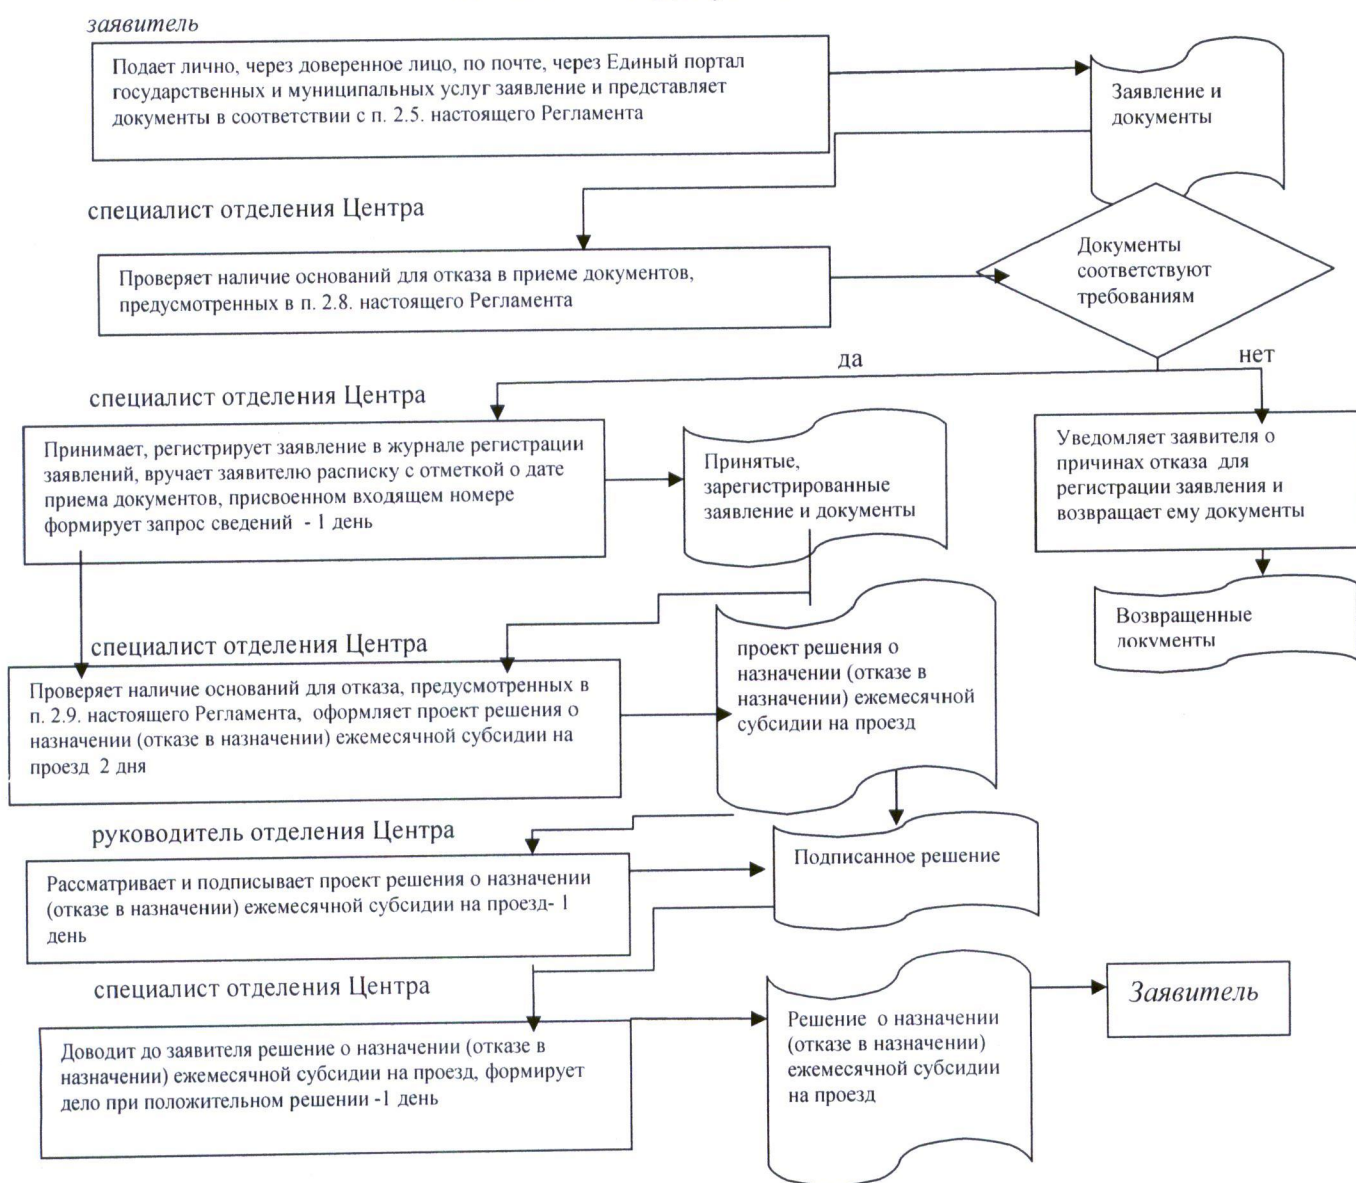 заявитель
Подает лично, через доверенное лицо, по почте, через Единый портал
государственных и муниципальных услуг заявление и представляет
документы в соответствии с п. 2.5. настоящего Регламента
Заявление и
документы
специалист отделения Центра
Проверяет наличие оснований для отказа в приеме документов,
предусмотренных в п. 2.8. настоящего Регламента
Документы
соответствуют
требованиям
да
нет
специалист отделения Центра
Принимает, регистрирует заявление в журнале регистрации
заявлений, вручает заявителю расписку с отметкой о дате
приема документов, присвоенном входящем номере
формирует запрос сведений - 1 день
Принятые,
зарегистрированные
заявление и документы
Уведомляет заявителя о
причинах отказа для
регистрации заявления и
возвращает ему документы
Возвращенные
документы
специалист отделения Центра
Проверяет наличие оснований для отказа, предусмотренных в
п. 2.9. настоящего Регламента, оформляет проект решения о
назначении (отказе в назначении) ежемесячной субсидии на
проезд 2 дня
проект решения о
назначении (отказе в
назначении) ежемесячной
субсидии на проезд
руководитель отделения Центра
Рассматривает и подписывает проект решения о назначении
(отказе в назначении) ежемесячной субсидии на проезд- 1
день
Подписанное решение
специалист отделения Центра
Доводит до заявителя решение о назначении (отказе в
назначении) ежемесячной субсидии на проезд, формирует
дело при положительном решении -1 день
Решение о назначении
(отказе в назначении)
ежемесячной субсидии
на проезд
Заявитель